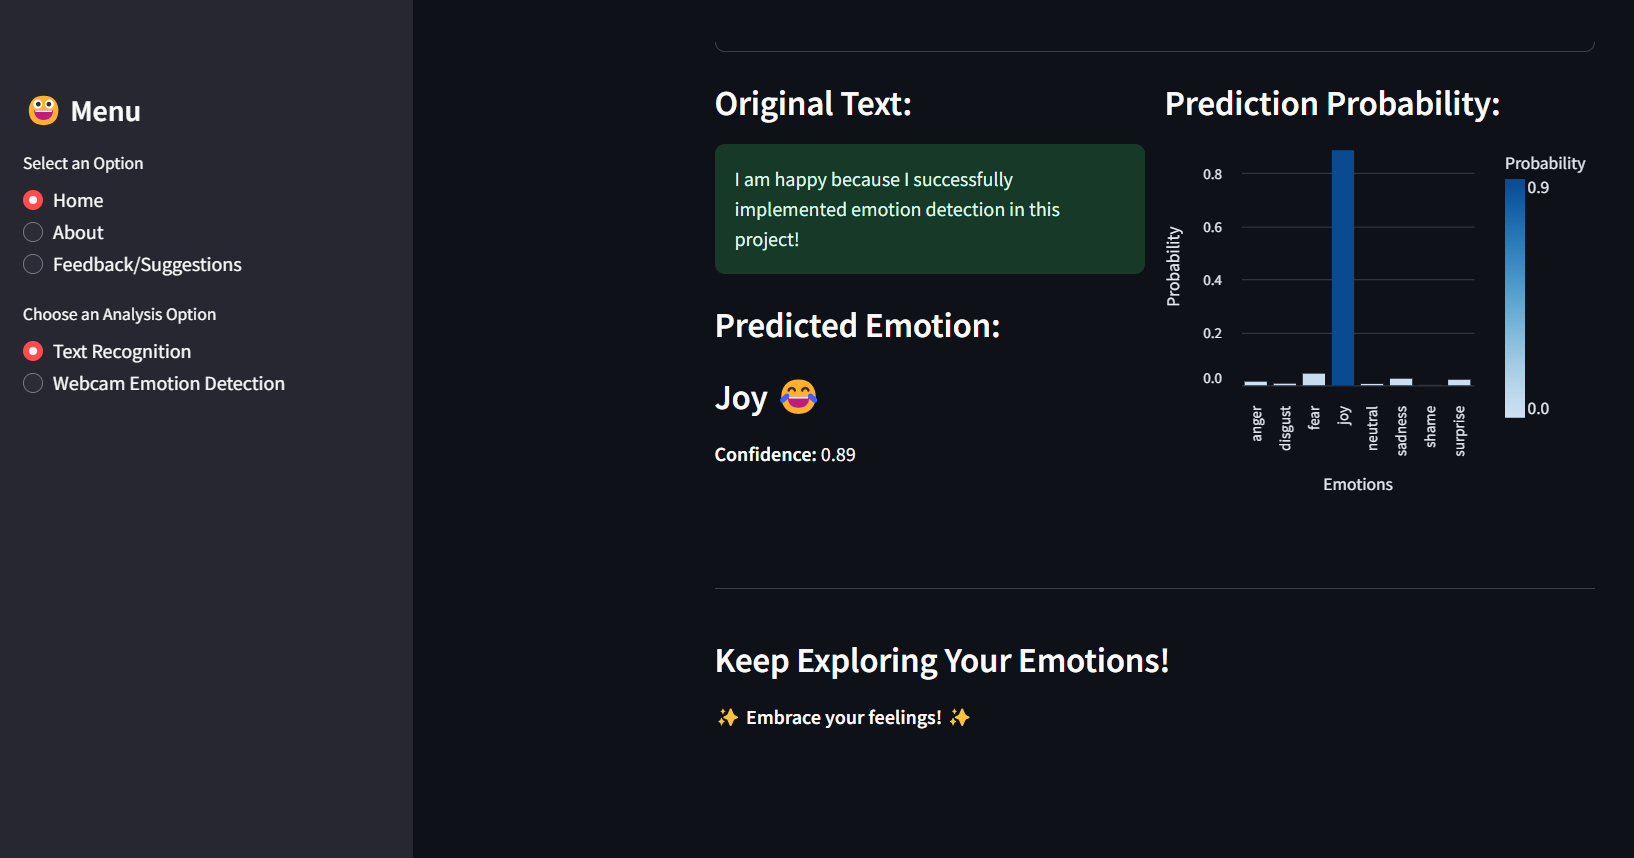 Menu
Select an Option
Home
About
Feedback/Suggestions
Choose an Analysis Option
Text Recognition
Webcam Emotion Detection
Original Text:
I am happy because I successfully
implemented emotion detection in this
project!
Predicted Emotion:
Joy 😂
Confidence: 0.89
Prediction Probability:
Probability
0.8
0.6
0.4
0.2
0.0
anger
disgust
fear
joy
neutral
sadness
shame
surprise
Emotions
Probability
0.9
0.0
Keep Exploring Your Emotions!
✨ Embrace your feelings! ✨